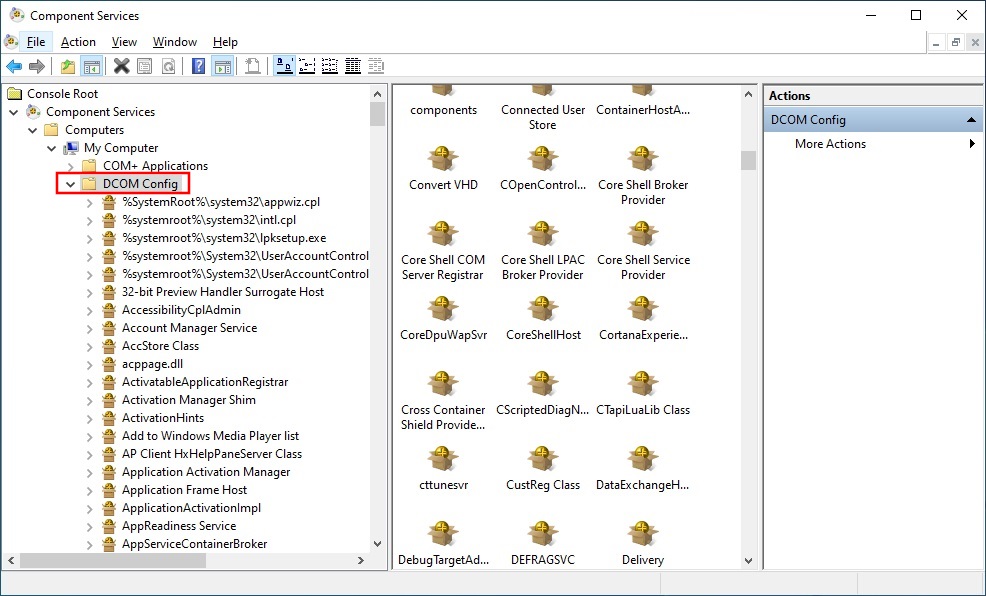 Component Services
File Action View Window Help
Console Root
Component Services
Computers
My Computer
COM+ Applications
DCOM Config
%SystemRoot%\system32\appwiz.cpl
%systemroot%\system32\intl.cpl
%systemroot%\system32\lpksetup.exe
%systemroot%\System32\UserAccountControl
%systemroot%\System32\UserAccountControl
32-bit Preview Handler Surrogate Host
AccessibilityCplAdmin
Account Manager Service
AccStore Class
acppage.dll
ActivatableApplicationRegistrar
Activation Manager Shim
ActivationHints
Add to Windows Media Player list
AP Client HxHelpPaneServer Class
Application Activation Manager
Application Frame Host
ApplicationActivationImpl
AppReadiness Service
AppServiceContainerBroker
components
Connected User
Store
ContainerHostA...
Convert VHD
COpenControl...
Core Shell Broker
Provider
Core Shell COM
Server Registrar
Core Shell LPAC
Broker Provider
Core Shell Service
Provider
CoreDpuWapSvr
CoreShellHost
CortanaExperie...
Cross Container
Shield Provide...
CScriptedDiagN...
CTapiLuaLib Class
cttunesvr
CustReg Class
DataExchangeH...
DebugTargetAd...
DEFRAGSVC
Delivery
Actions
DCOM Config
More Actions